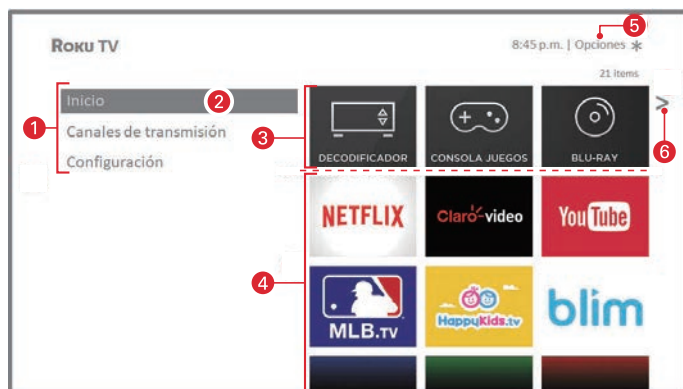 5
ROKU TV
8:45 p.m. | Opciones *
21 items
Inicio
2
>
1
Canales de transmisión
3
6
Configuración
DECODIFICADOR
CONSOLA JUEGOS
BLU-RAY
NETFLIX
Claro-video
YouTube
4
MLB.TV
HappyKids.tv
blim